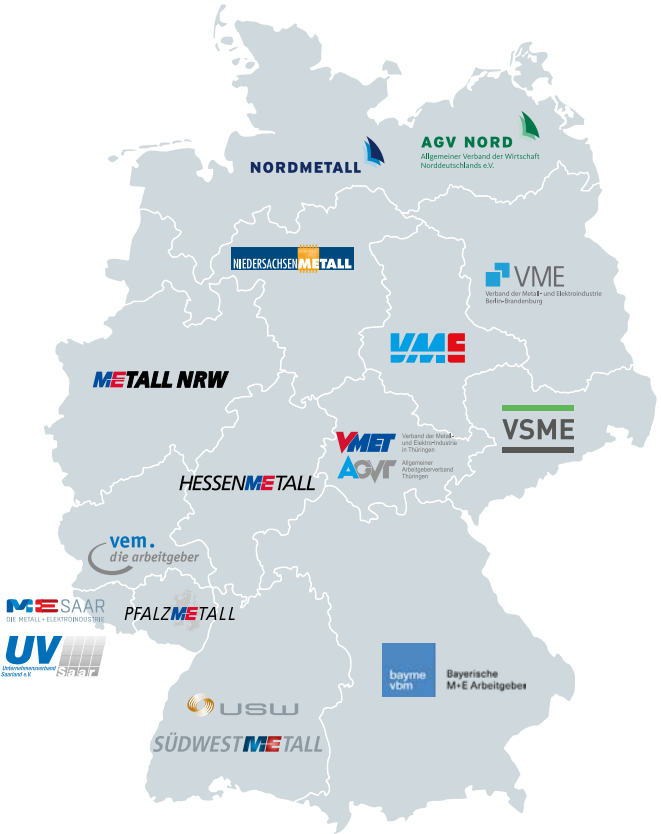 NORDMETALL
AGV NORD
Allgemeiner Verband der Wirtschaft
Norddeutschlands e.V.
NIEDERSACHSENMETALL
VME
Verband der Metall- und Elektroindustrie
Berlin-Brandenburg
VME
METALL NRW
VSME
VMET
Verband der Metall-
und Elektro-Industrie
in Thüringen
AGVT
Allgemeiner
Arbeitgeberverband
Thüringen
HESSENMETALL
vem.
die arbeitgeber
ME SAAR
DIE METALL + ELEKTROINDUSTRIE
PFALZMETALL
UV
Unternehmensverband
Saarland e.V.
Saar
bayme
vbm
Bayerische
M+E Arbeitgeber
USW
SÜDWESTMETALL